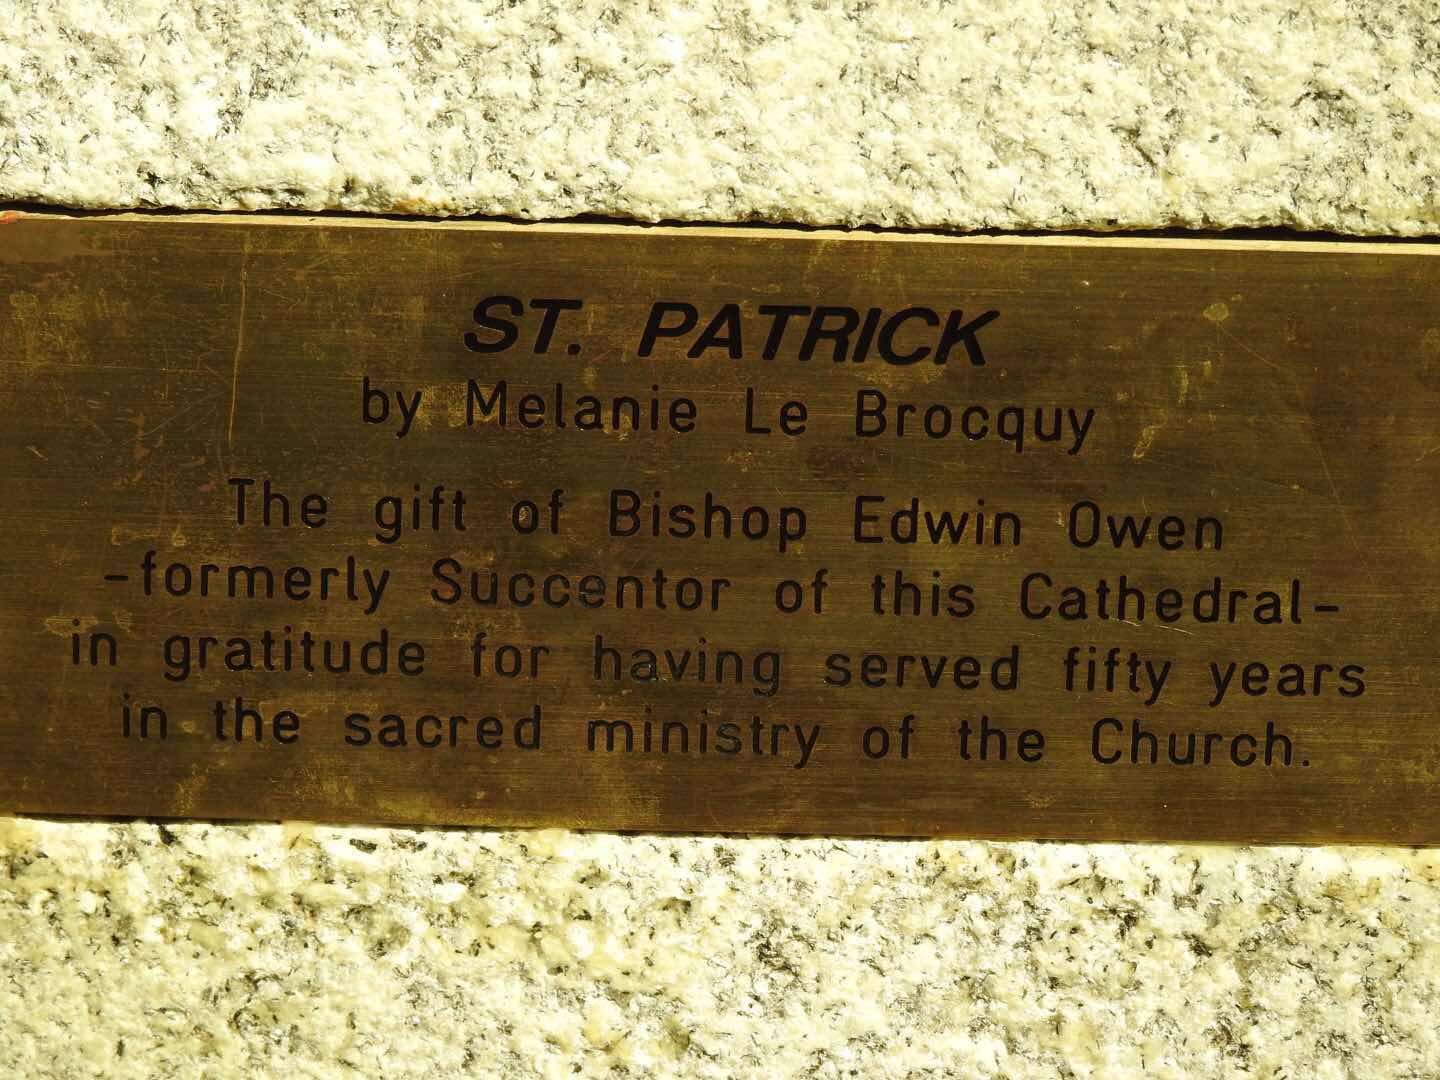 ST. PATRICK
by Melanie Le Brocquy
The gift of Bishop Edwin Owen
-formerly Succentor of this Cathedral-
in gratitude for having served fifty years
in the sacred ministry of the Church.